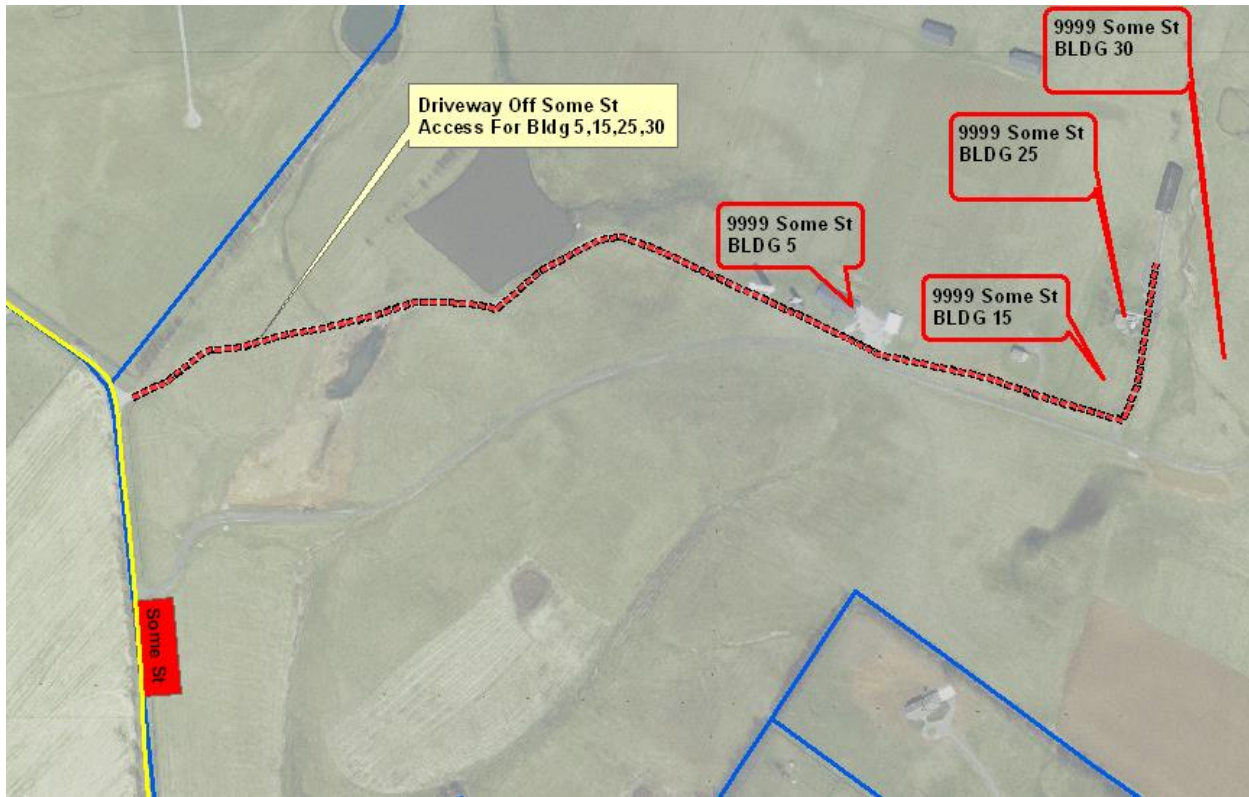 9999 Some St
BLDG 30
Driveway Off Some St
Access For Bldg 5,15,25,30
9999 Some St
BLDG 25
9999 Some St
BLDG 5
9999 Some St
BLDG 15
Some St